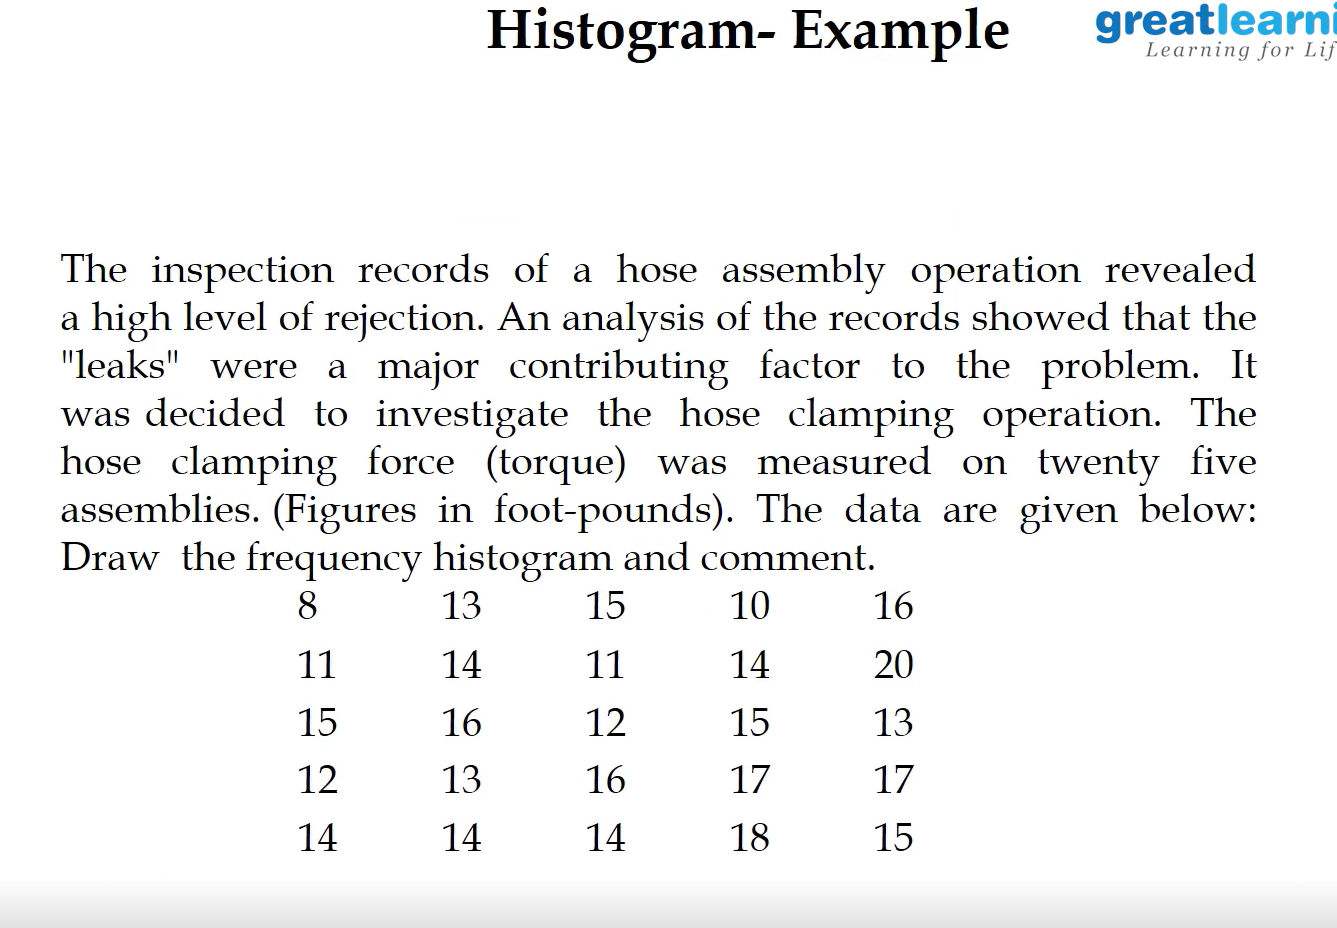 Histogram- Example
greatlearni
Learning for Lif
The inspection records of a hose assembly operation revealed
a high level of rejection. An analysis of the records showed that the
"leaks" were a major contributing factor to the problem. It
was decided to investigate the hose clamping operation. The
hose clamping force (torque) was measured on twenty five
assemblies. (Figures in foot-pounds). The data are given below:
Draw the frequency histogram and comment.
8 13 15 10 16
11 14 11 14 20
15 16 12 15 13
12 13 16 17 17
14 14 14 18 15